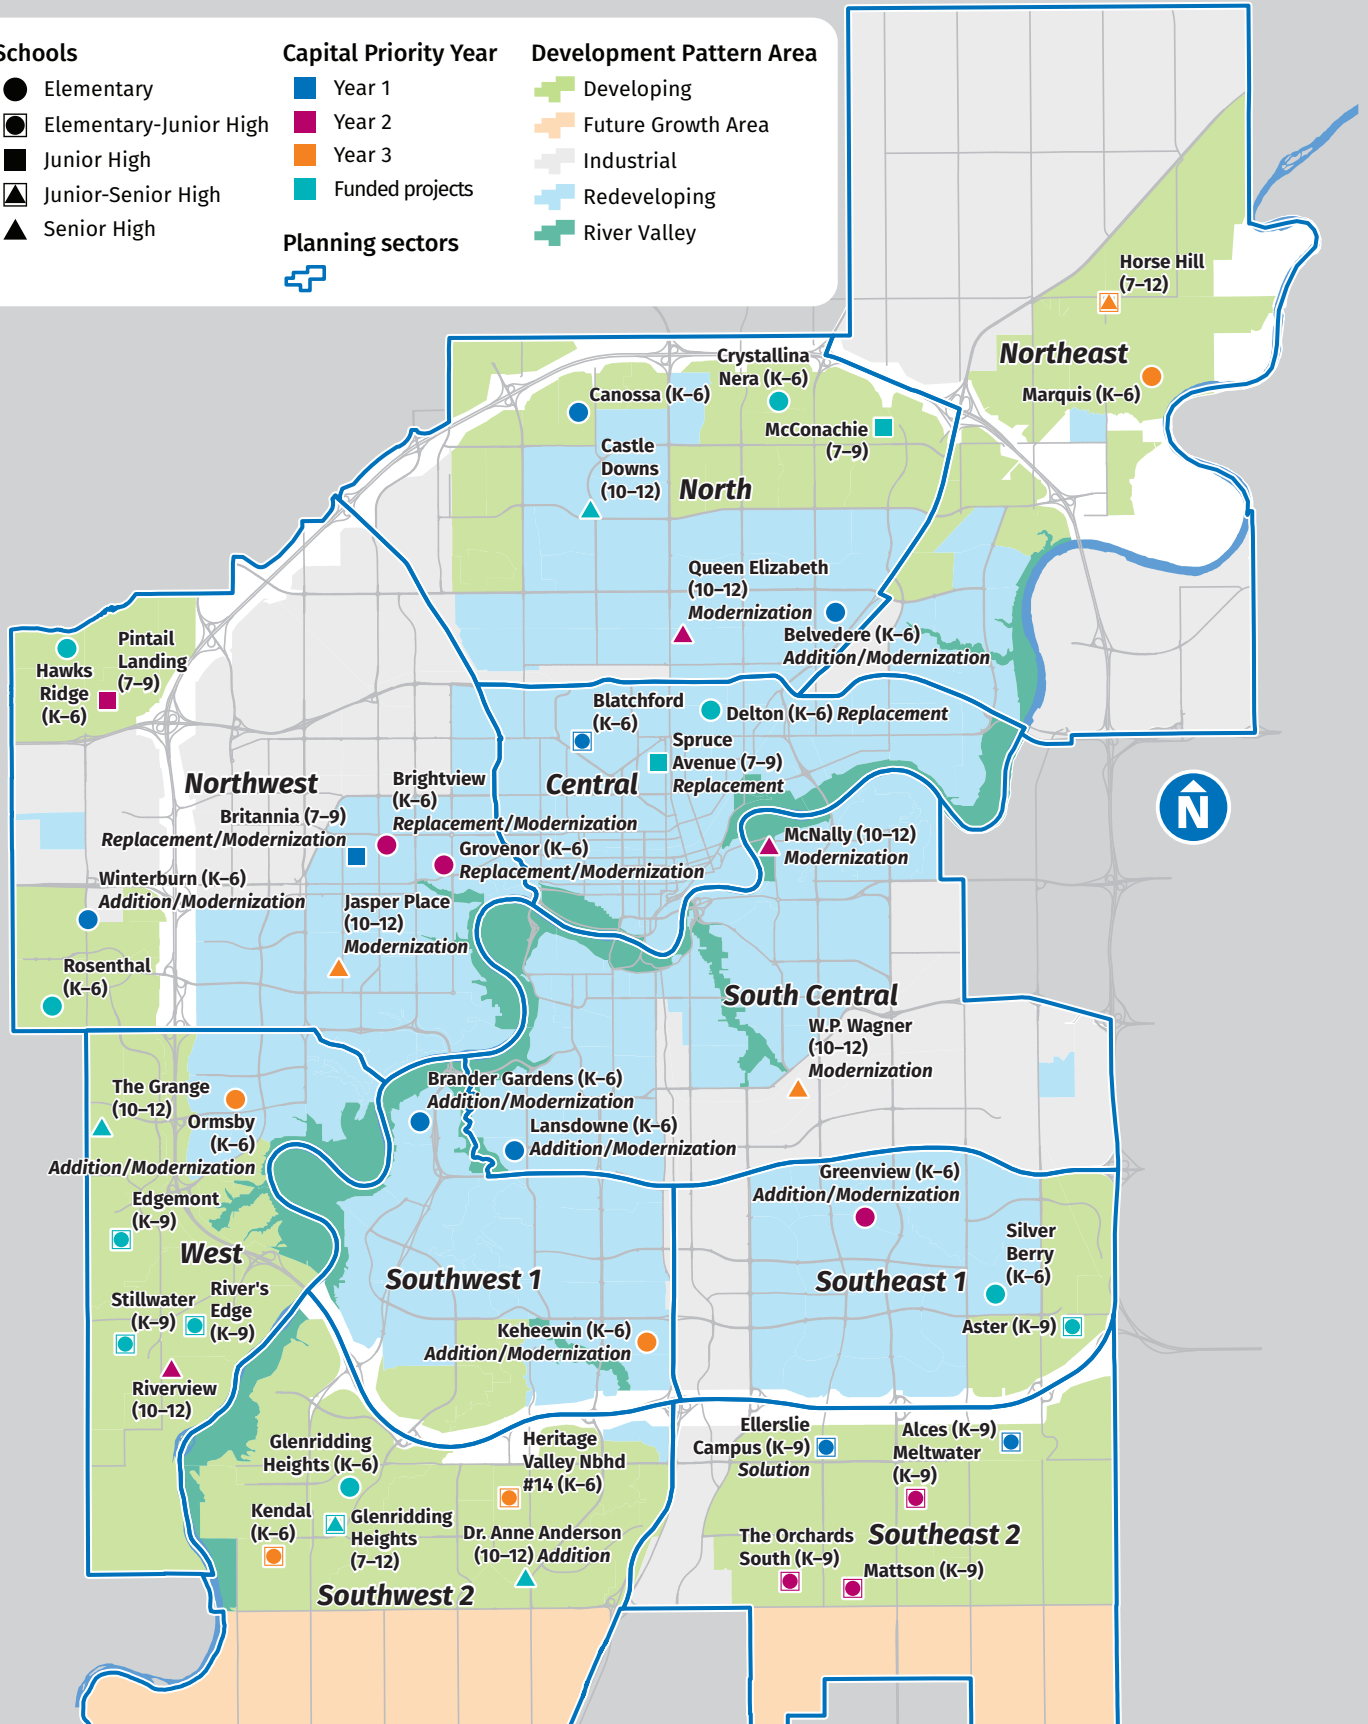 Schools
Elementary
Elementary-Junior High
Junior High
Junior-Senior High
Senior High
Capital Priority Year
Year 1
Year 2
Year 3
Funded projects
Planning sectors
Development Pattern Area
Developing
Future Growth Area
Industrial
Redeveloping
River Valley
Horse Hill
(7–12)
Northeast
Marquis (K–6)
Crystallina
Nera (K–6)
Canossa (K–6)
McConachie
(7–9)
Castle
Downs
(10–12)
North
Queen Elizabeth
(10–12)
Modernization
Belvedere (K–6)
Addition/Modernization
Pintail
Landing
(7–9)
Hawks
Ridge
(K–6)
Blatchford
(K–6)
Delton (K–6) Replacement
Spruce
Avenue (7–9)
Replacement
Central
Northwest
Brightview
(K–6)
Replacement/Modernization
Britannia (7–9)
Replacement/Modernization
Grovenor (K–6)
Replacement/Modernization
McNally (10–12)
Modernization
Winterburn (K–6)
Addition/Modernization
Jasper Place
(10–12)
Modernization
Rosenthal
(K–6)
South Central
W.P. Wagner
(10–12)
Modernization
The Grange
(10–12)
Ormsby
(K–6)
Addition/Modernization
Brander Gardens (K–6)
Addition/Modernization
Lansdowne (K–6)
Addition/Modernization
Greenview (K–6)
Addition/Modernization
Edgemont
(K–9)
West
Silver
Berry
(K–6)
Southwest 1
Southeast 1
Stillwater
(K–9)
River's
Edge
(K–9)
Aster (K–9)
Keheewin (K–6)
Addition/Modernization
Riverview
(10–12)
Ellerslie
Campus (K–9)
Solution
Alces (K–9)
Meltwater
(K–9)
Glenridding
Heights (K–6)
Heritage
Valley Nbhd
#14 (K–6)
Kendal
(K–6)
Glenridding
Heights
(7–12)
Dr. Anne Anderson
(10–12) Addition
The Orchards
South (K–9)
Southeast 2
Mattson (K–9)
Southwest 2
N